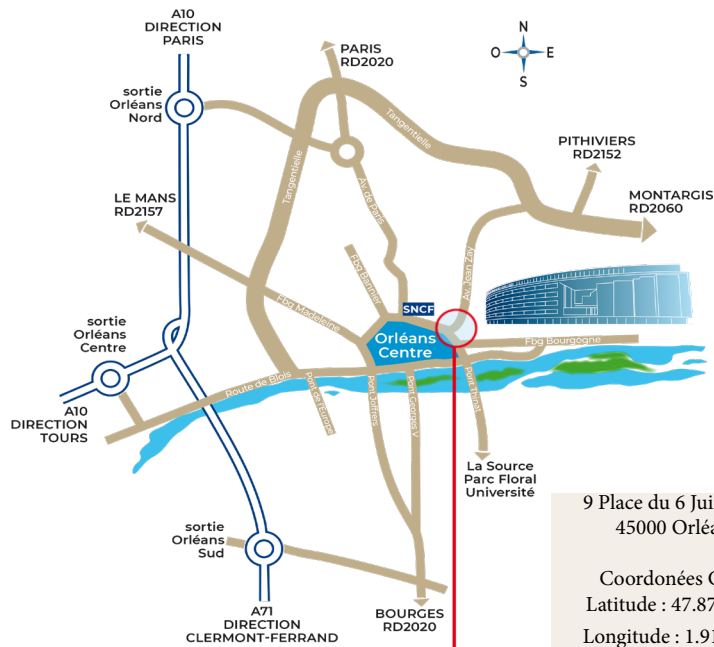 A10
DIRECTION
PARIS
N
O
E
S
PARIS
RD2020
sortie
Orléans
Nord
Tangentielle
Tangentielle
PITHIVIERS
RD2152
MONTARGIS
RD2060
LE MANS
RD2157
Av. de Paris
Av. Jean Zay
Fbg Bannier
Fbg Madeleine
SNCF
Orléans
Centre
Fbg Bourgogne
sortie
Orléans
Centre
Route de Blois
Pont de l'Europe
Pont Joffrers
Pont Georges V
Pont Thinat
A10
DIRECTION
TOURS
La Source
Parc Floral
Université
sortie
Orléans
Sud
A71
DIRECTION
CLERMONT-FERRAND
BOURGES
RD2020
9 Place du 6 Jui
45000 Orléa
Coordonées G
Latitude : 47.87
Longitude : 1.91